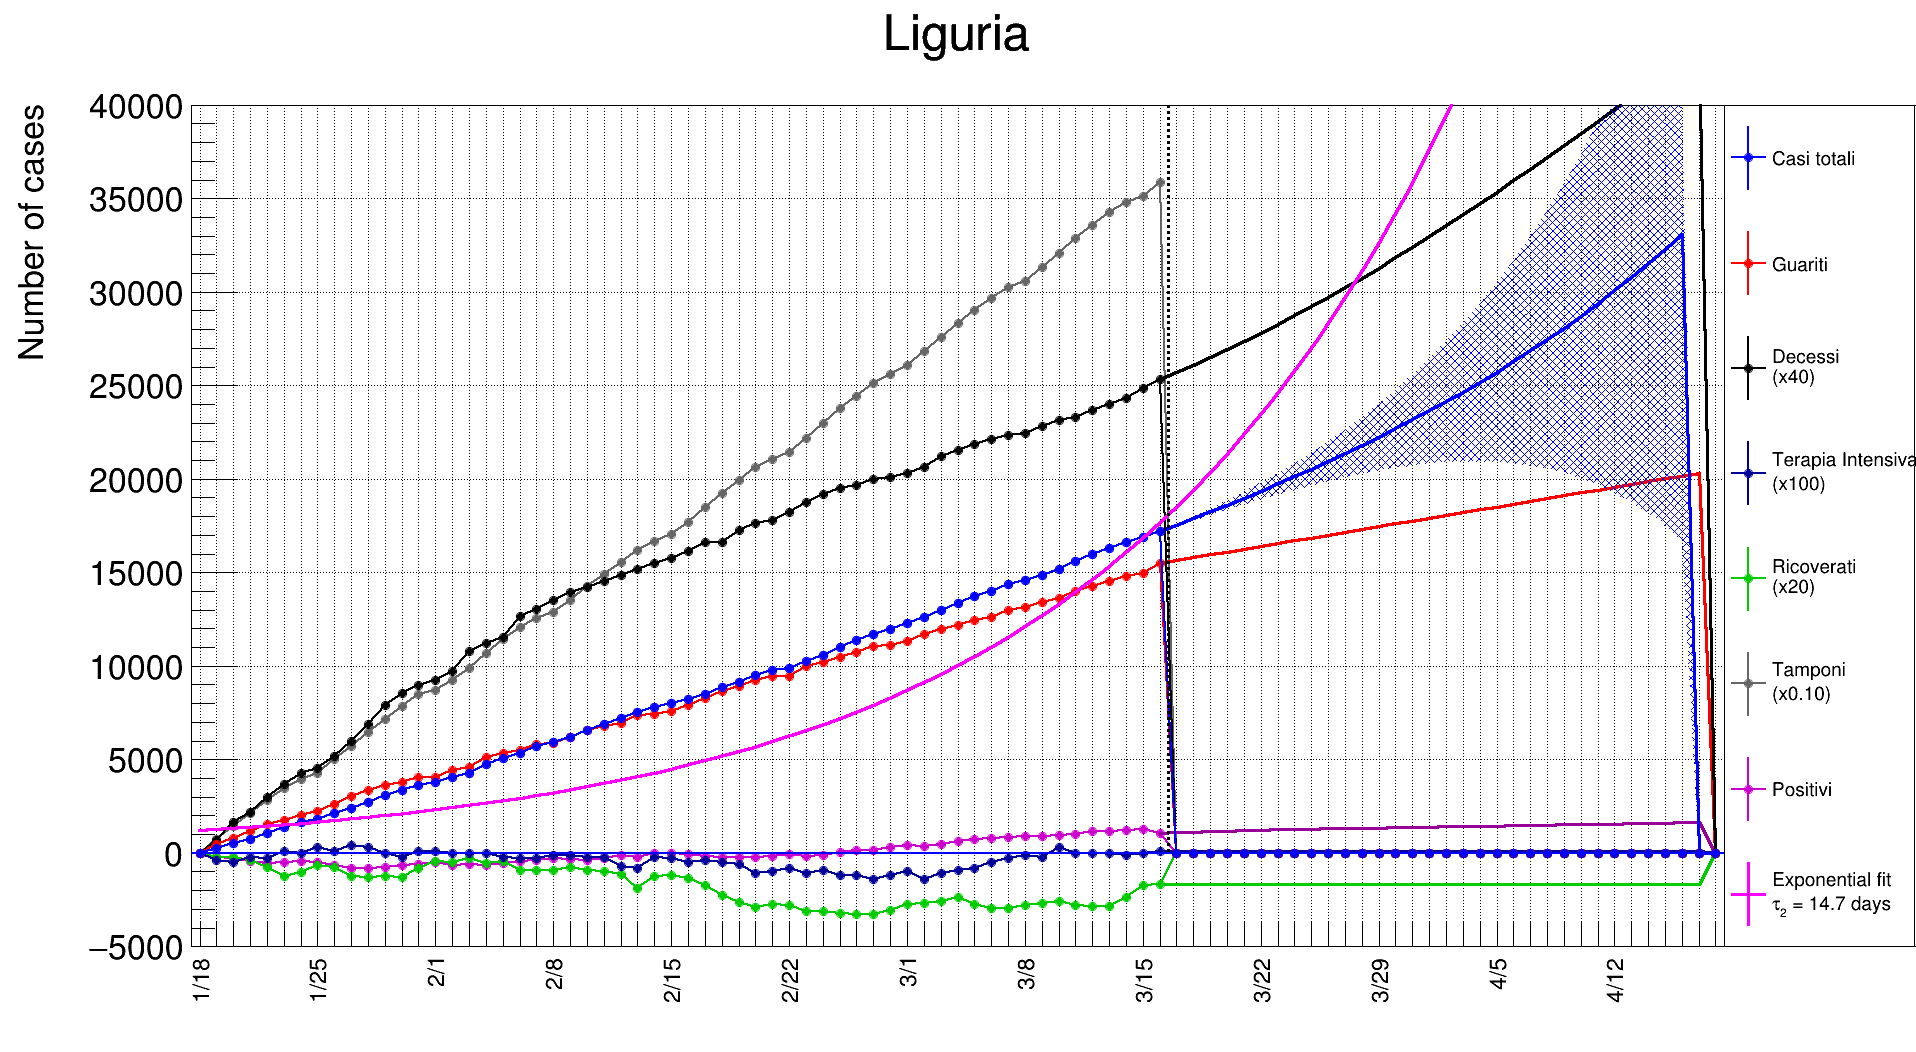 Liguria
Number of cases
40000
35000
30000
25000
20000
15000
10000
5000
0
−5000
1/18
1/25
2/1
2/8
2/15
2/22
3/1
3/8
3/15
3/22
3/29
4/5
4/12
Casi totali
Guariti
Decessi
(x40)
Terapia Intensiva
(x100)
Ricoverati
(x20)
Tamponi
(x0.10)
Positivi
Exponential fit
τ2 = 14.7 days